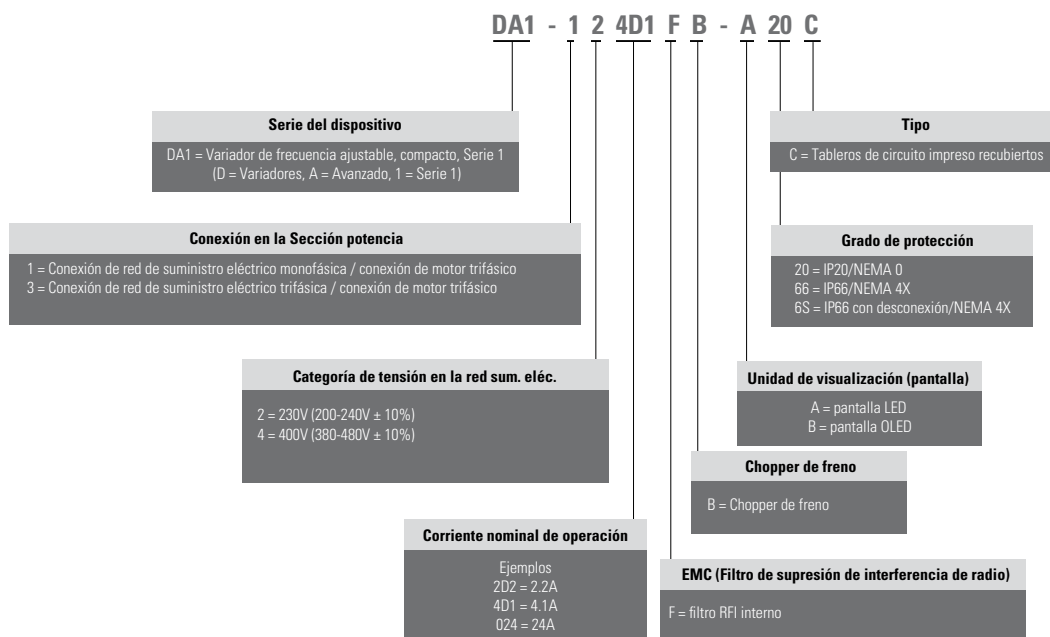 DA1 - 1 2 4D1 F B - A 20 C
Serie del dispositivo
DA1 = Variador de frecuencia ajustable, compacto, Serie 1
(D = Variadores, A = Avanzado, 1 = Serie 1)
Tipo
C = Tableros de circuito impreso recubiertos
Conexión en la Sección potencia
1 = Conexión de red de suministro eléctrico monofásica / conexión de motor trifásico
3 = Conexión de red de suministro eléctrico trifásica / conexión de motor trifásico
Grado de protección
20 = IP20/NEMA 0
66 = IP66/NEMA 4X
6S = IP66 con desconexión/NEMA 4X
Categoría de tensión en la red sum. eléc.
2 = 230V (200-240V ± 10%)
4 = 400V (380-480V ± 10%)
Unidad de visualización (pantalla)
A = pantalla LED
B = pantalla OLED
Chopper de freno
B = Chopper de freno
Corriente nominal de operación
Ejemplos
2D2 = 2.2A
4D1 = 4.1A
024 = 24A
EMC (Filtro de supresión de interferencia de radio)
F = filtro RFI interno